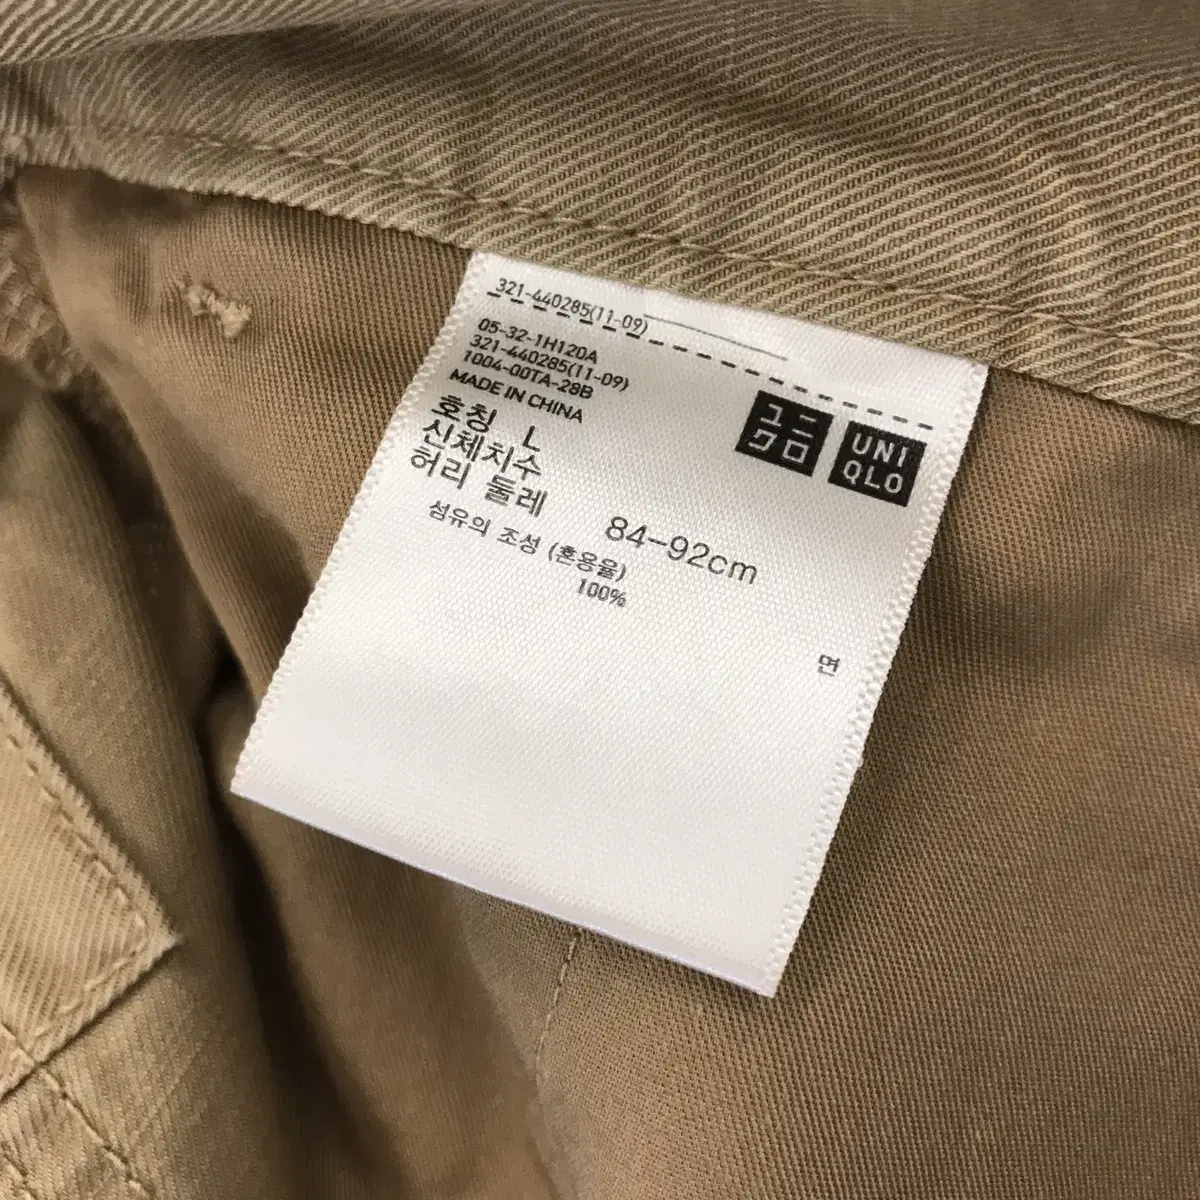 321-440285(11-09)
05-32-1H120A
321-440285(11-09)
1004-00TA-28B
MADE IN CHINA
ユニ
クロ
UNI
QLO
호칭 L
신체치수
허리 둘레 84-92cm
섬유의 조성 (혼용율)
100% 면